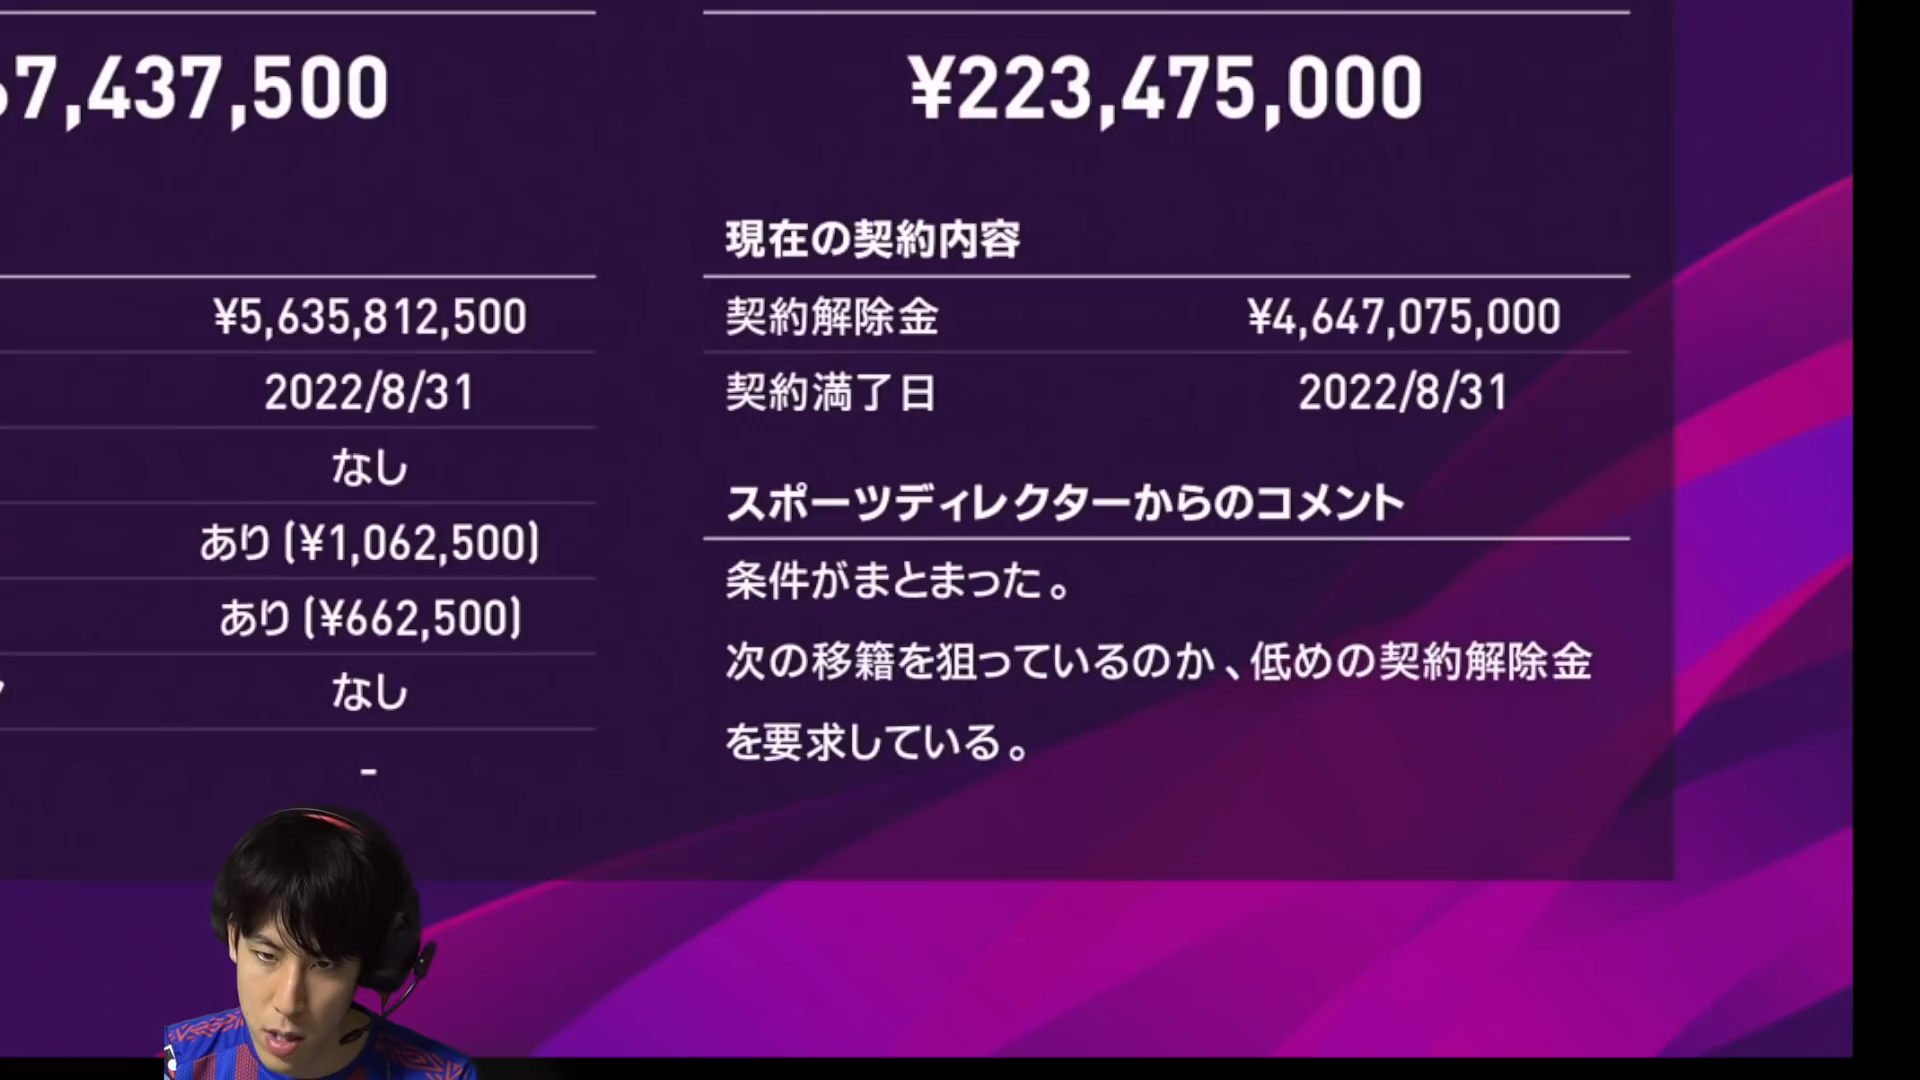 7,437,500
¥223,475,000
現在の契約内容
¥5,635,812,500
契約解除金 ¥4,647,075,000
2022/8/31
契約満了日 2022/8/31
なし
スポーツディレクターからのコメント
あり (¥1,062,500)
条件がまとまった。
あり (¥662,500)
次の移籍を狙っているのか、低めの契約解除金
なし
を要求している。
-